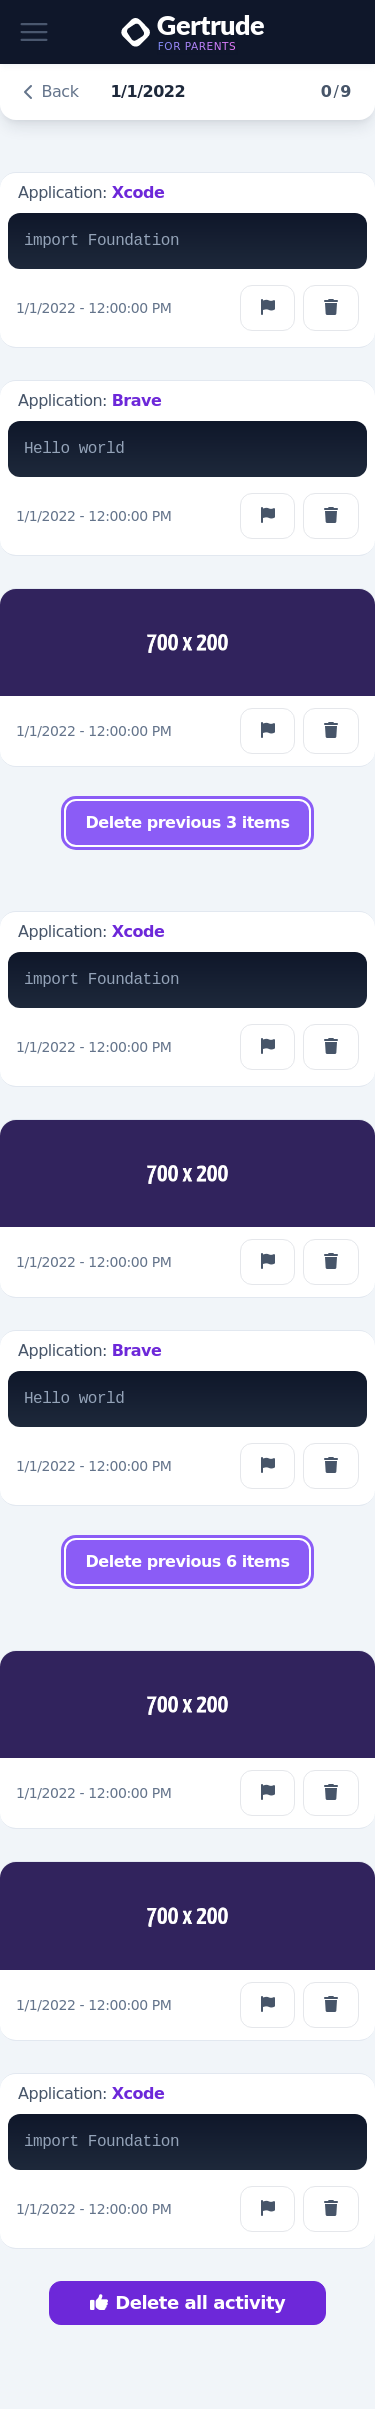 Gertrude
FOR PARENTS
Back 1/1/2022 0/9
Application: Xcode
import Foundation
1/1/2022 - 12:00:00 PM
Application: Brave
Hello world
1/1/2022 - 12:00:00 PM
700 x 200
1/1/2022 - 12:00:00 PM
Delete previous 3 items
Application: Xcode
import Foundation
1/1/2022 - 12:00:00 PM
700 x 200
1/1/2022 - 12:00:00 PM
Application: Brave
Hello world
1/1/2022 - 12:00:00 PM
Delete previous 6 items
700 x 200
1/1/2022 - 12:00:00 PM
700 x 200
1/1/2022 - 12:00:00 PM
Application: Xcode
import Foundation
1/1/2022 - 12:00:00 PM
Delete all activity